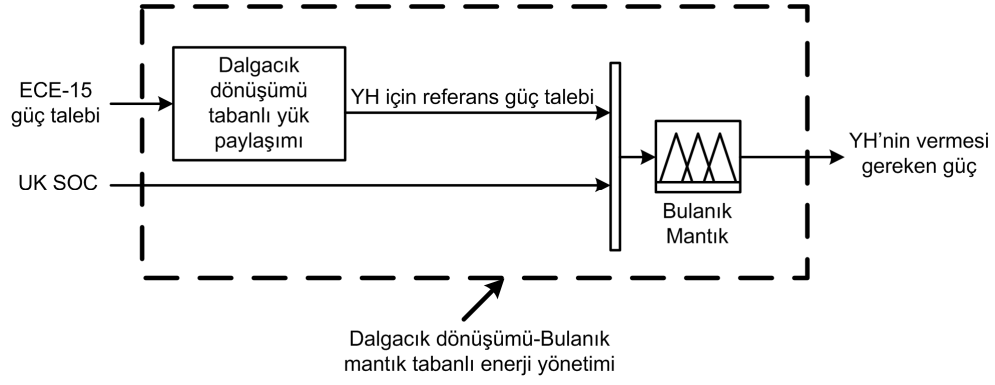 ECE-15
güç talebi
Dalgacık
dönüşümü
tabanlı yük
paylaşımı
YH için referans güç talebi
UK SOC
Bulanık
Mantık
YH'nin vermesi
gereken güç
Dalgacık dönüşümü-Bulanık
mantık tabanlı enerji yönetimi